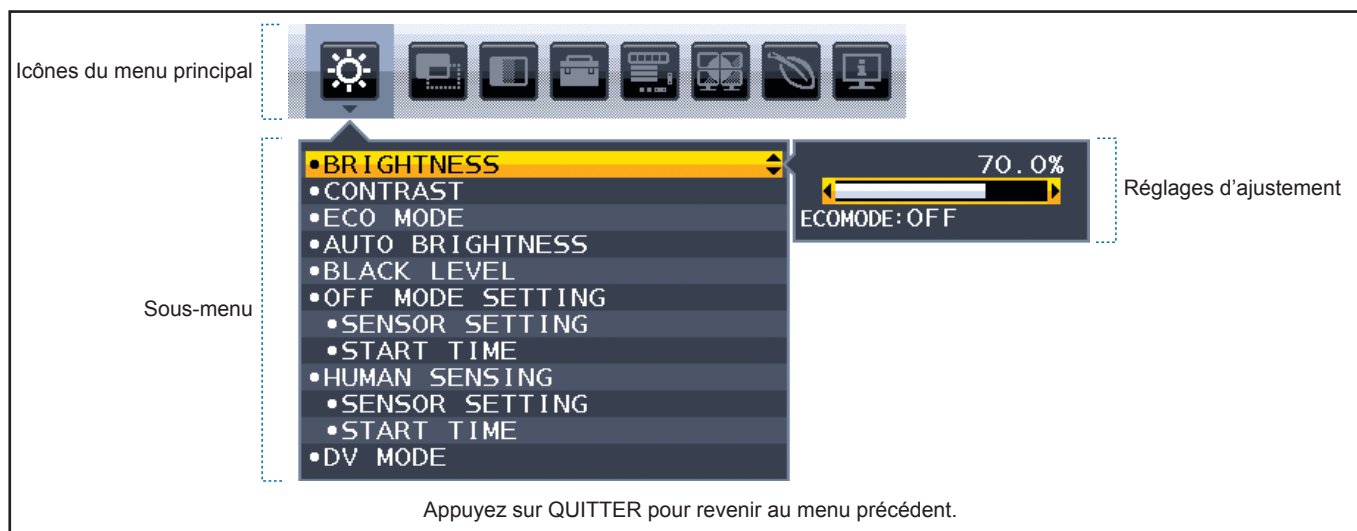 Icônes du menu principal
BRIGHTNESS
CONTRAST
ECO MODE
AUTO BRIGHTNESS
BLACK LEVEL
OFF MODE SETTING
SENSOR SETTING
START TIME
HUMAN SENSING
SENSOR SETTING
START TIME
DV MODE
70.0%
ECOMODE:OFF
Réglages d’ajustement
Sous-menu
Appuyez sur QUITTER pour revenir au menu précédent.